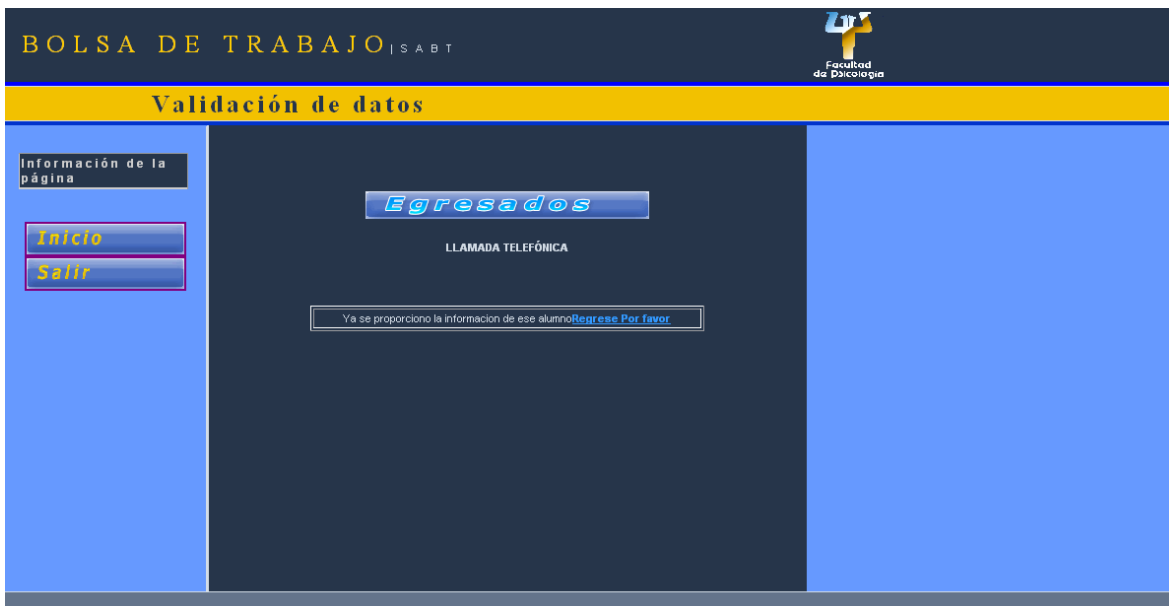 BOLSA DE TRABAJO|SABT
Facultad
de Psicología
Validación de datos
Información de la
página
Inicio
Salir
Egresados
LLAMADA TELEFÓNICA
Ya se proporciono la informacion de ese alumnoRegrese Por favor